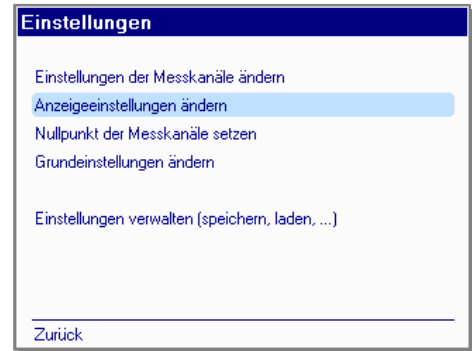 Einstellungen
Einstellungen der Messkanäle ändern
Anzeigeeinstellungen ändern
Nullpunkt der Messkanäle setzen
Grundeinstellungen ändern
Einstellungen verwalten (speichern, laden, ...)
Zurück